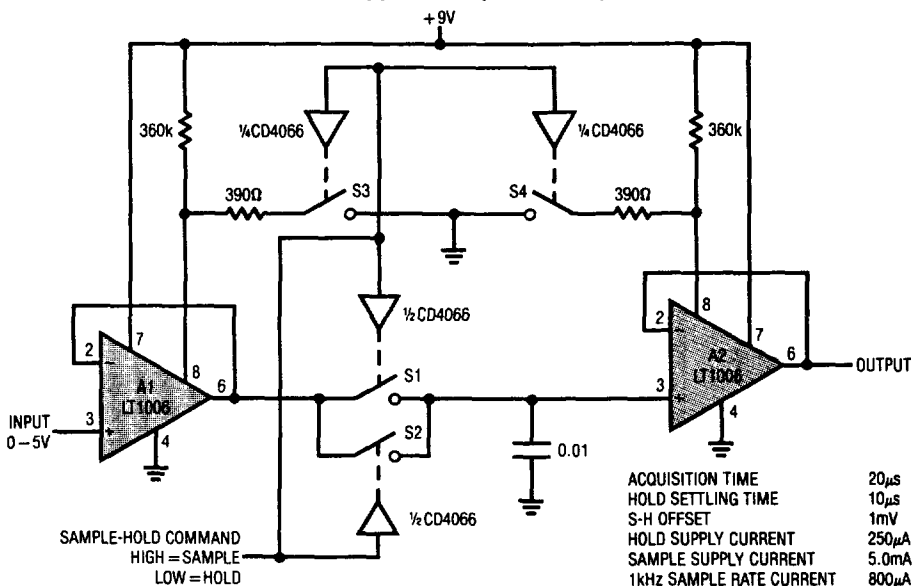 +9V
360k
¼CD4066
¼CD4066
360k
390Ω
S3
S4
390Ω
½CD4066
2
7
8
A1
LT1006
6
3
4
INPUT
0–5V
S1
S2
½CD4066
0.01
2
8
7
A2
LT1006
6
3
4
OUTPUT
SAMPLE-HOLD COMMAND
HIGH = SAMPLE
LOW = HOLD
ACQUISITION TIME 20µs
HOLD SETTLING TIME 10µs
S-H OFFSET 1mV
HOLD SUPPLY CURRENT 250µA
SAMPLE SUPPLY CURRENT 5.0mA
1kHz SAMPLE RATE CURRENT 800µA